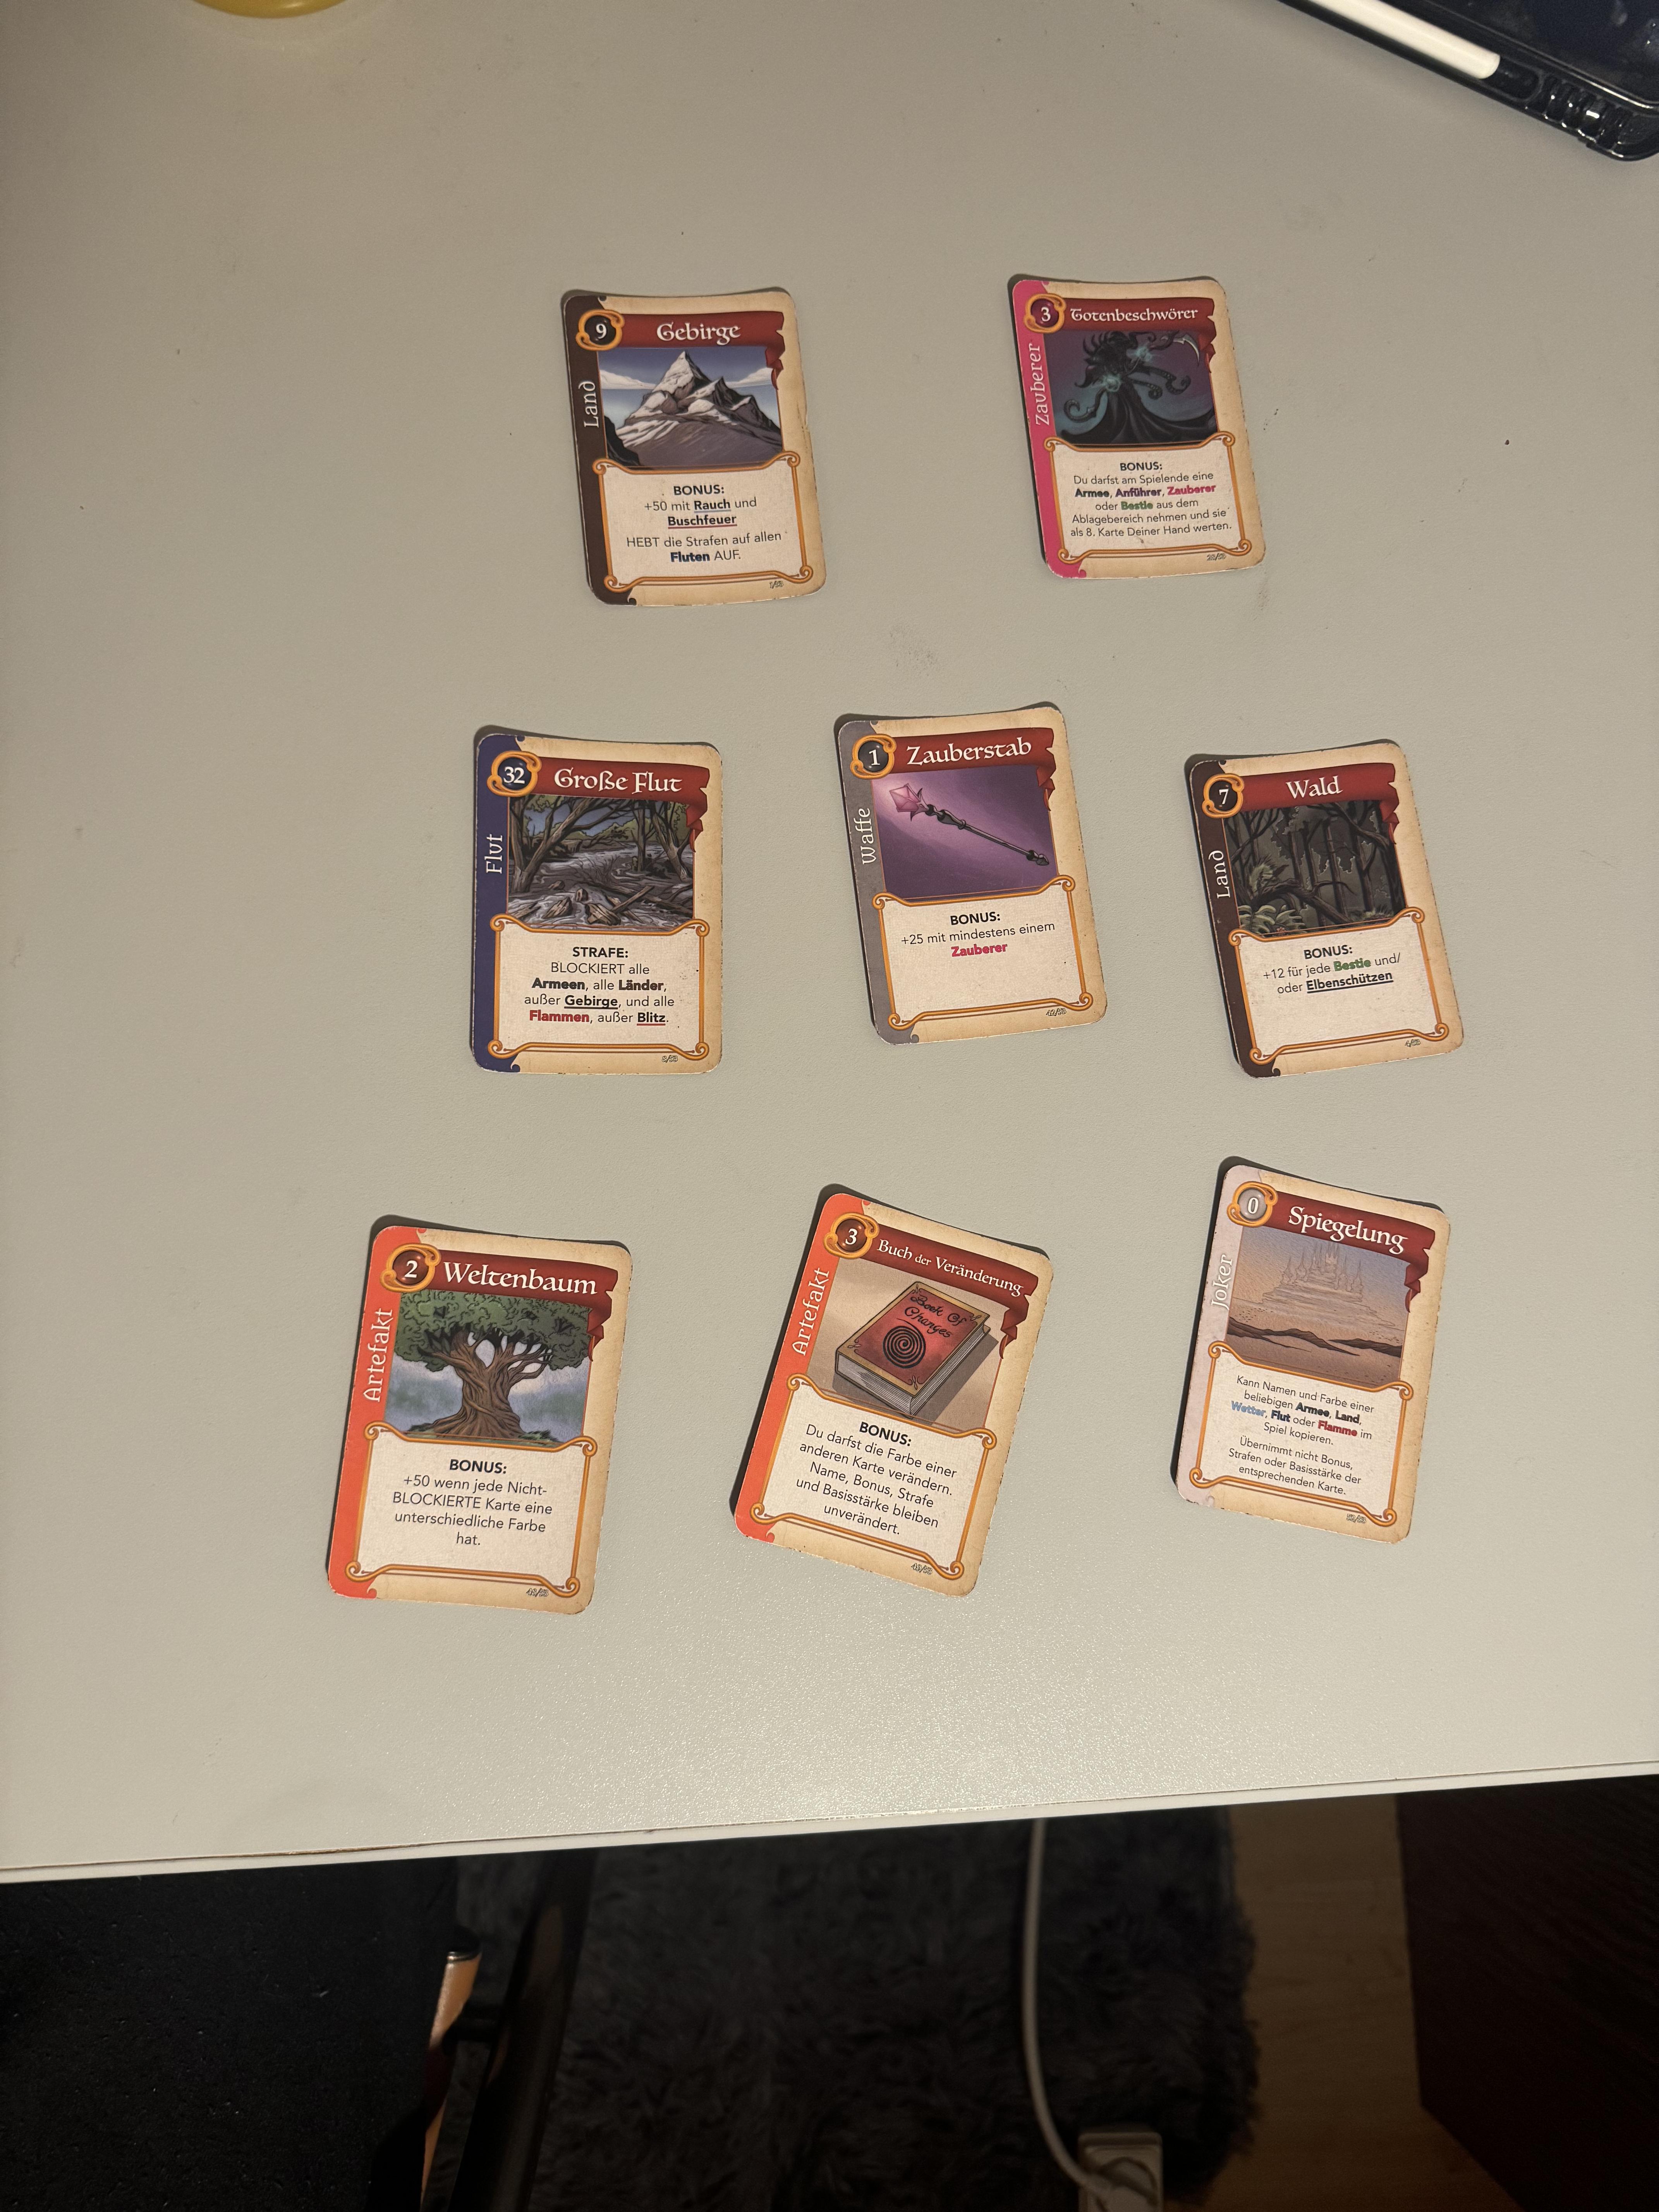 9
Gebirge
Land
BONUS:
+50 mit Rauch und
Buschfeuer
HEBT die Strafen auf allen
Fluten AUF.
3
Totenbeschwörer
Zauberer
BONUS:
Du darfst am Spielende eine
Armee, Anführer, Zauberer
oder Bestie aus dem
Ablagebereich nehmen und sie
als 8. Karte Deiner Hand werten.
32
Große Flut
Flut
STRAFE:
BLOCKIERT alle
Armeen, alle Länder,
außer Gebirge, und alle
Flammen, außer Blitz.
1
Zauberstab
Waffe
BONUS:
+25 mit mindestens einem
Zauberer
7
Wald
Land
BONUS:
+12 für jede Bestie und/
oder Elbenschützen
2
Weltenbaum
Artefakt
BONUS:
+50 wenn jede Nicht-
BLOCKIERTE Karte eine
unterschiedliche Farbe
hat.
3
Buch der Veränderung
Artefakt
Book Of
Changes
BONUS:
Du darfst die Farbe einer
anderen Karte verändern.
Name, Bonus, Strafe
und Basisstärke bleiben
unverändert.
0
Spiegelung
Joker
Kann Namen und Farbe einer
beliebigen Armee, Land,
Wetter, Flut oder Flamme im
Spiel kopieren.
Übernimmt nicht Bonus,
Strafen oder Basisstärke der
entsprechenden Karte.